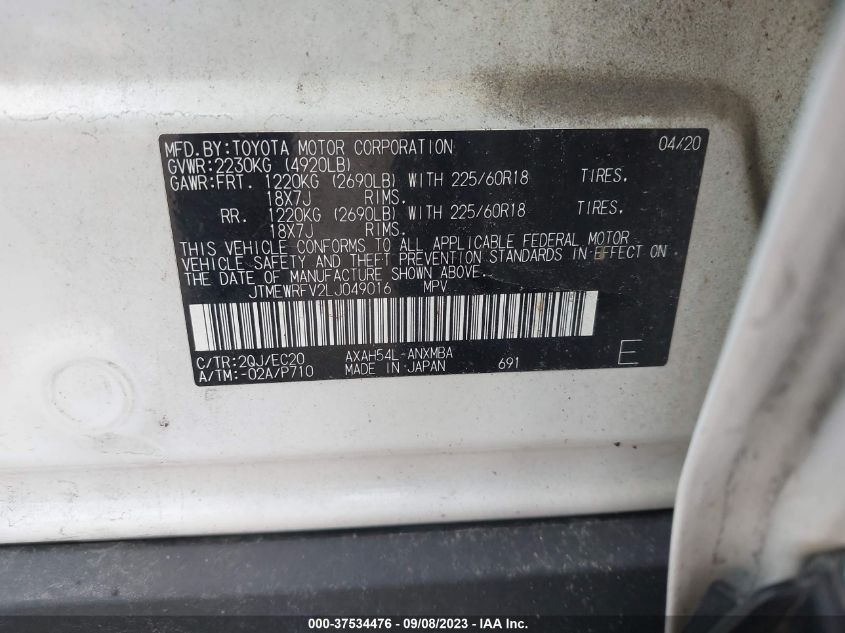 MFD.BY:TOYOTA MOTOR CORPORATION 04/20
GVWR:2230KG (4920LB)
GAWR:FRT. 1220KG (2690LB) WITH 225/60R18 TIRES,
18X7J RIMS.
RR. 1220KG (2690LB) WITH 225/60R18 TIRES,
18X7J RIMS.
THIS VEHICLE CONFORMS TO ALL APPLICABLE FEDERAL MOTOR
VEHICLE SAFETY AND THEFT PREVENTION STANDARDS IN EFFECT ON
THE DATE OF MANUFACTURE SHOWN ABOVE.
JTMEWRFV2LJ049016 MPV
C/TR:2QJ/EC20 AXAH54L-ANXMBA
A/TM:-02A/P710 MADE IN JAPAN 691 E
000-37534476 - 09/08/2023 - IAA Inc.